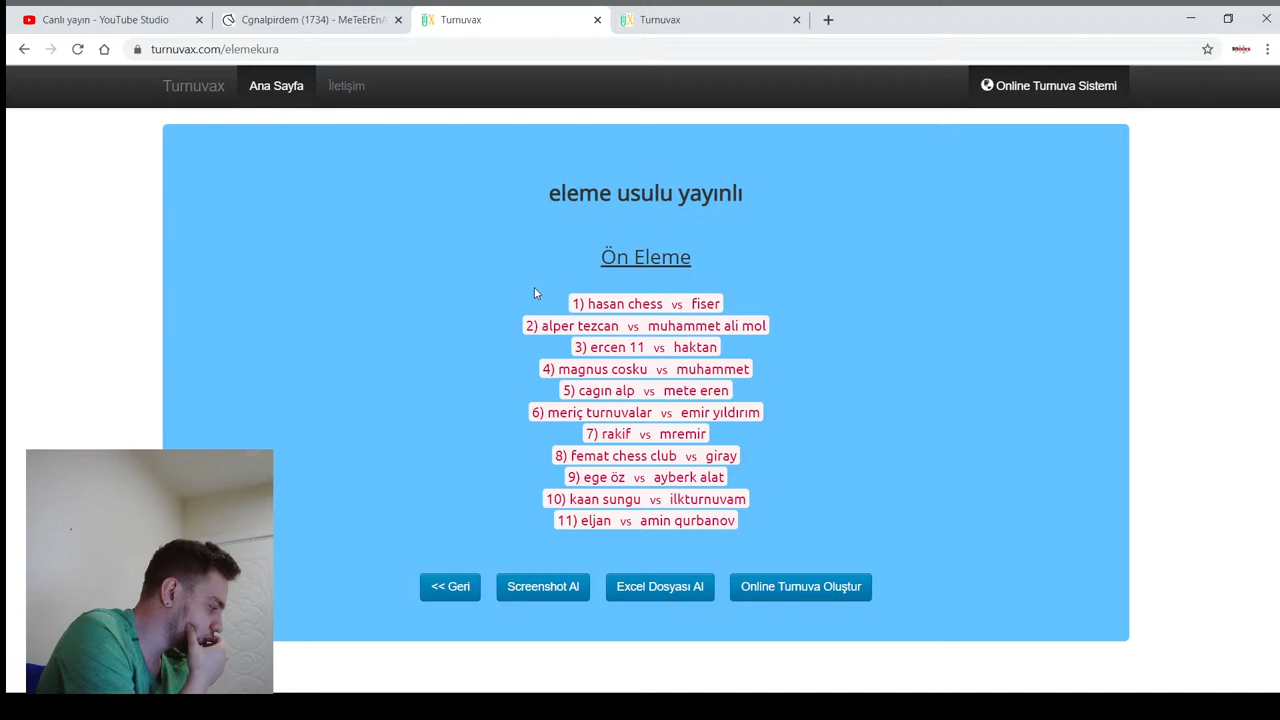 Canlı yayın - YouTube Studio
Cgnalpirdem (1734) - MeTeErEnA
Turnuvax
Turnuvax
turnuvax.com/elemekura
Turnuvax Ana Sayfa İletişim Online Turnuva Sistemi
eleme usulu yayınlı
Ön Eleme
1) hasan chess vs fiser
2) alper tezcan vs muhammet ali mol
3) ercen 11 vs haktan
4) magnus cosku vs muhammet
5) cagın alp vs mete eren
6) meriç turnuvalar vs emir yıldırım
7) rakif vs mremir
8) femat chess club vs giray
9) ege öz vs ayberk alat
10) kaan sungu vs ilkturnuvam
11) eljan vs amin qurbanov
<< Geri Screenshot Al Excel Dosyası Al Online Turnuva Oluştur